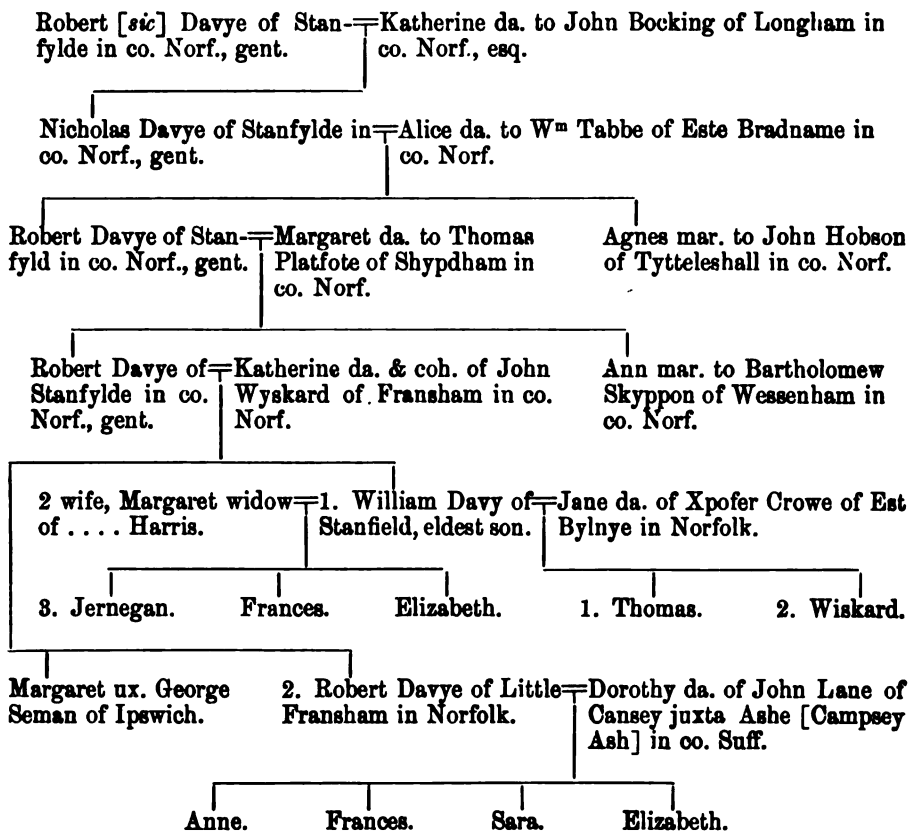 Robert [sic] Davye of Stan-
fylde in co. Norf., gent.
Katherine da. to John Bocking of Longham in
co. Norf., esq.
Nicholas Davye of Stanfylde in
co. Norf., gent.
Alice da. to Wᵐ Tabbe of Este Bradname in
co. Norf.
Robert Davye of Stan-
fyld in co. Norf., gent.
Margaret da. to Thomas
Platfote of Shypdham in
co. Norf.
Agnes mar. to John Hobson
of Tytteleshall in co. Norf.
Robert Davye of
Stanfylde in co.
Norf., gent.
Katherine da. & coh. of John
Wyskard of Fransham in co.
Norf.
Ann mar. to Bartholomew
Skyppon of Wessenham in
co. Norf.
2 wife, Margaret widow
of .... Harris.
1. William Davy of
Stanfield, eldest son.
Jane da. of Xpofer Crowe of Est
Bylnye in Norfolk.
3. Jernegan. Frances. Elizabeth. 1. Thomas. 2. Wiskard.
Margaret ux. George
Seman of Ipswich.
2. Robert Davye of Little
Fransham in Norfolk.
Dorothy da. of John Lane of
Cansey juxta Ashe [Campsey
Ash] in co. Suff.
Anne. Frances. Sara. Elizabeth.